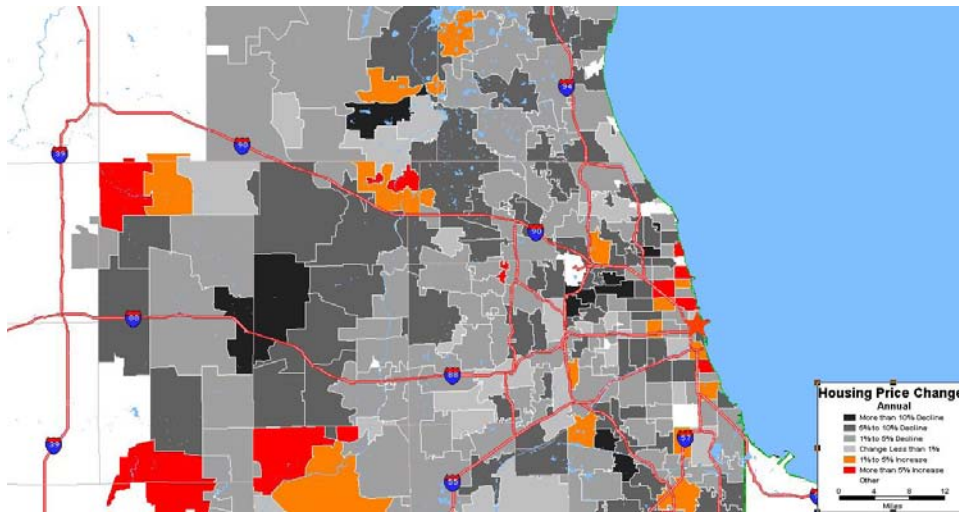 94
39
90
90
88
88
55
57
Housing Price Change
Annual
More than 10% Decline
5% to 10% Decline
1% to 5% Decline
Change Less than 1%
1% to 5% Increase
More than 5% Increase
Other
0 4 8 12
Miles